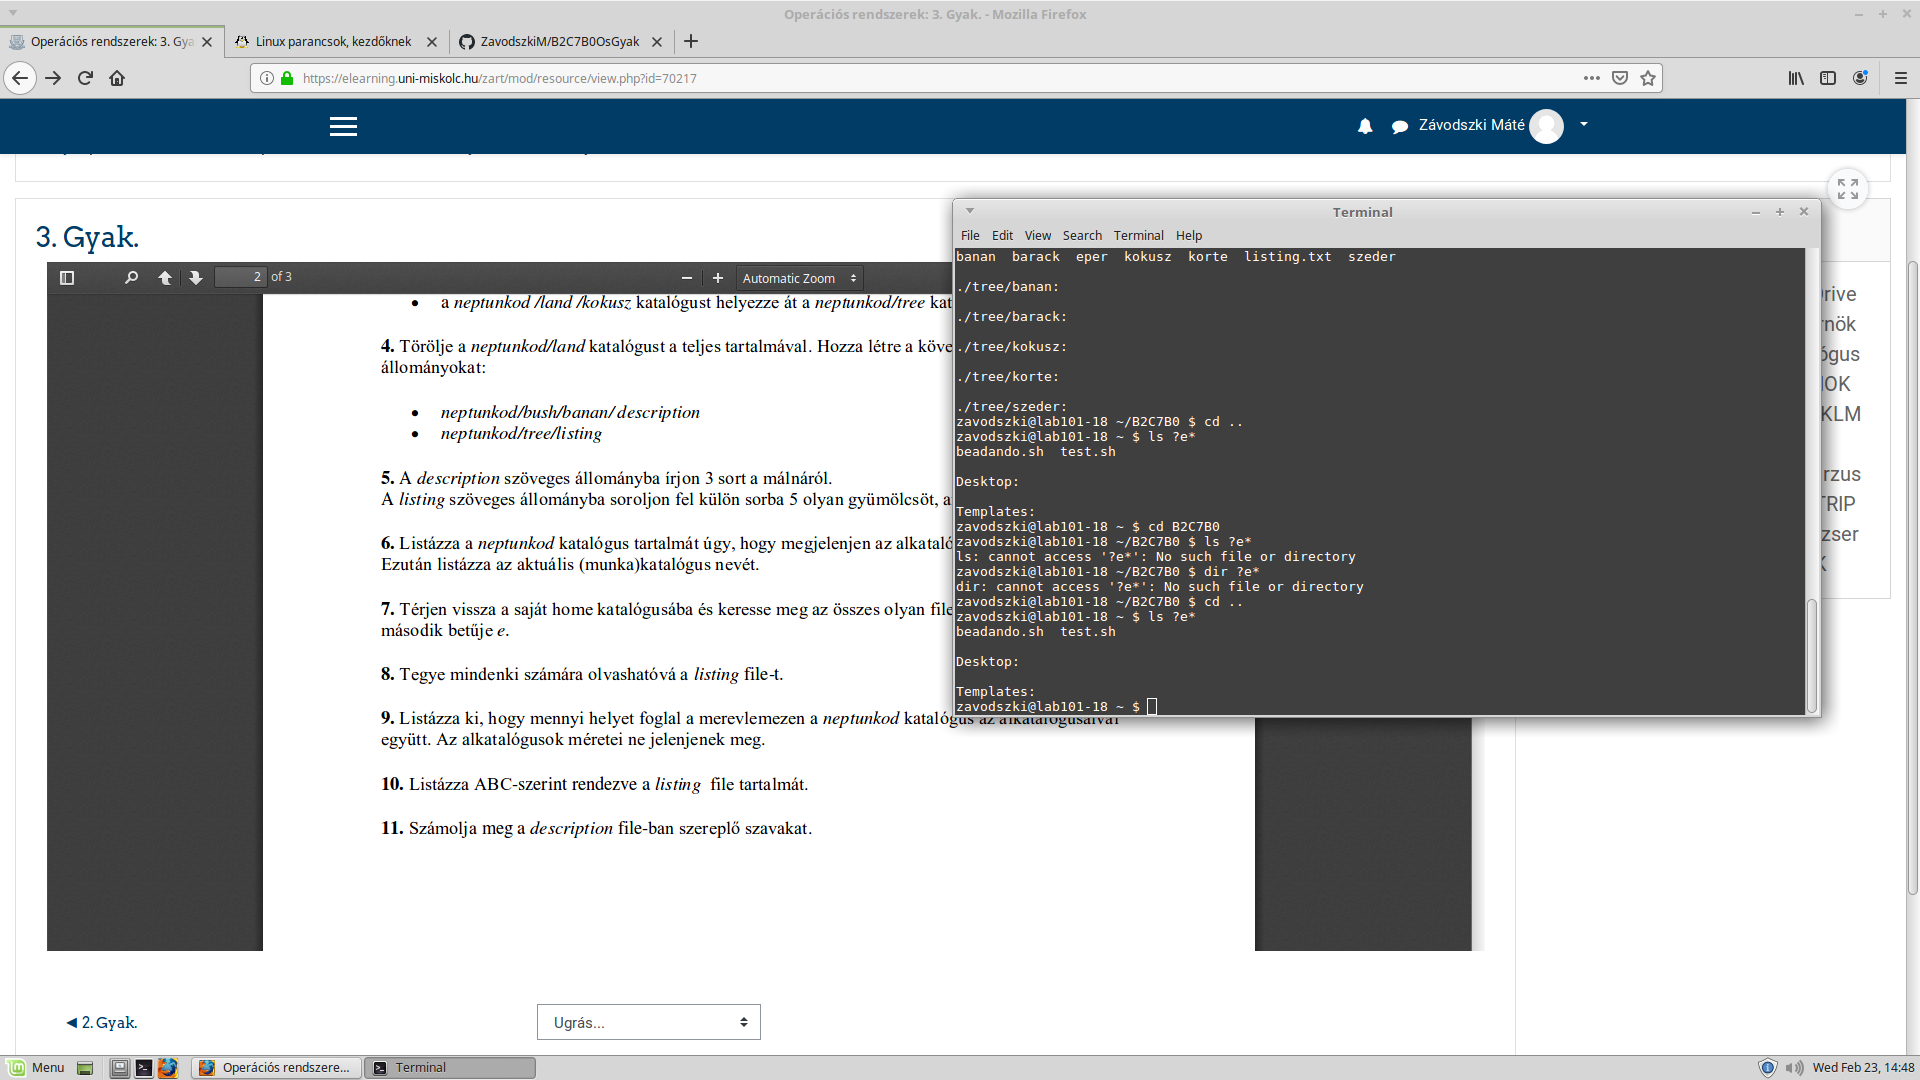 Operációs rendszerek: 3. Gyak. - Mozilla Firefox
Operációs rendszerek: 3. Gya
Linux parancsok, kezdőknek
ZavodszkiM/B2C7B0OsGyak
https://elearning.uni-miskolc.hu/zart/mod/resource/view.php?id=70217
Závodszki Máté
3. Gyak.
2 of 3
Automatic Zoom
• a neptunkod /land /kokusz katalógust helyezze át a neptunkod/tree kat
4. Törölje a neptunkod/land katalógust a teljes tartalmával. Hozza létre a köve
állományokat:
• neptunkod/bush/banan/ description
• neptunkod/tree/listing
5. A description szöveges állományba írjon 3 sort a málnáról.
A listing szöveges állományba soroljon fel külön sorba 5 olyan gyümölcsöt, a
6. Listázza a neptunkod katalógus tartalmát úgy, hogy megjelenjen az alkataló
Ezután listázza az aktuális (munka)katalógus nevét.
7. Térjen vissza a saját home katalógusába és keresse meg az összes olyan file
második betűje e.
8. Tegye mindenki számára olvashatóvá a listing file-t.
9. Listázza ki, hogy mennyi helyet foglal a merevlemezen a neptunkod katalógus az alkatalógusaival
együtt. Az alkatalógusok méretei ne jelenjenek meg.
10. Listázza ABC-szerint rendezve a listing file tartalmát.
11. Számolja meg a description file-ban szereplő szavakat.
Terminal
File Edit View Search Terminal Help
banan barack eper kokusz korte listing.txt szeder
./tree/banan:
./tree/barack:
./tree/kokusz:
./tree/korte:
./tree/szeder:
zavodszki@lab101-18 ~/B2C7B0 $ cd ..
zavodszki@lab101-18 ~ $ ls ?e*
beadando.sh test.sh
Desktop:
Templates:
zavodszki@lab101-18 ~ $ cd B2C7B0
zavodszki@lab101-18 ~/B2C7B0 $ ls ?e*
ls: cannot access '?e*': No such file or directory
zavodszki@lab101-18 ~/B2C7B0 $ dir ?e*
dir: cannot access '?e*': No such file or directory
zavodszki@lab101-18 ~/B2C7B0 $ cd ..
zavodszki@lab101-18 ~ $ ls ?e*
beadando.sh test.sh
Desktop:
Templates:
zavodszki@lab101-18 ~ $
rive
nök
ógus
OK
KLM
rzus
TRIP
zser
K
◄ 2. Gyak.
Ugrás...
Menu
Operációs rendszere...
Terminal
Wed Feb 23, 14:48